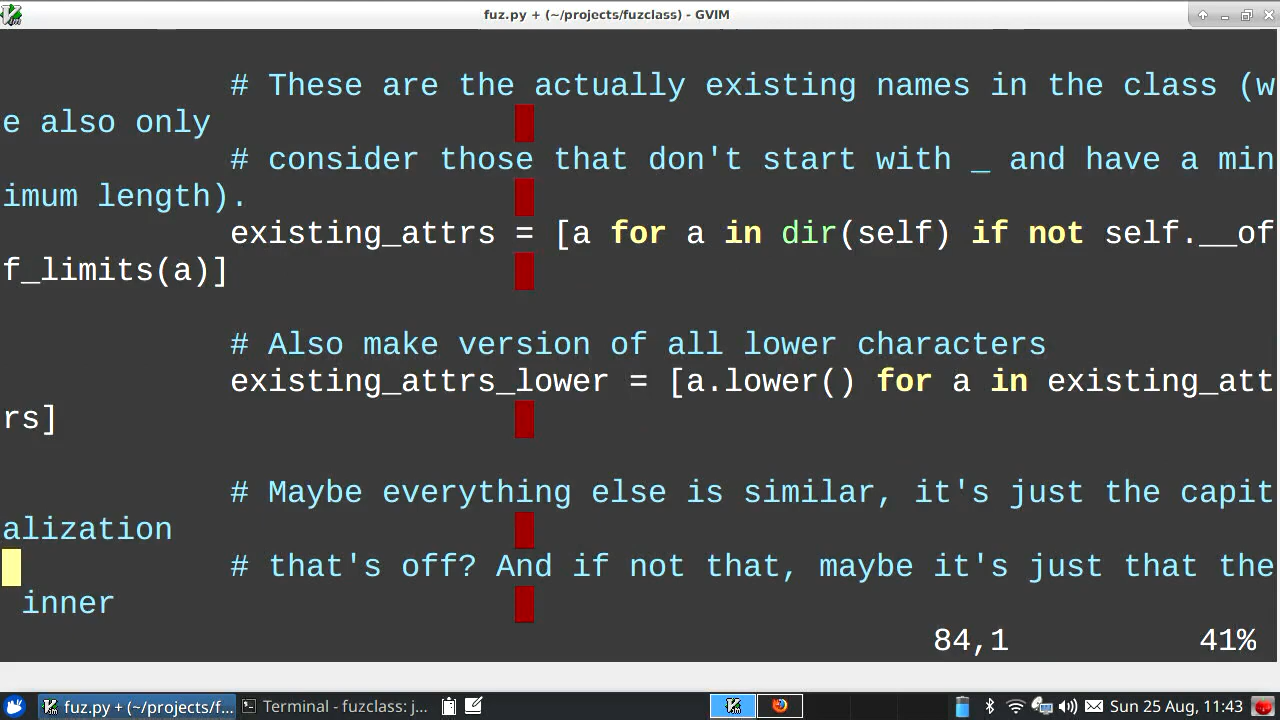 fuz.py + (~/projects/fuzclass) - GVIM
# These are the actually existing names in the class (w
e also only
# consider those that don't start with _ and have a min
imum length).
existing_attrs = [a for a in dir(self) if not self.__of
f_limits(a)]
# Also make version of all lower characters
existing_attrs_lower = [a.lower() for a in existing_att
rs]
# Maybe everything else is similar, it's just the capit
alization
# that's off? And if not that, maybe it's just that the
inner
84,1 41%
fuz.py + (~/projects/f... Terminal - fuzclass: j... Sun 25 Aug, 11:43